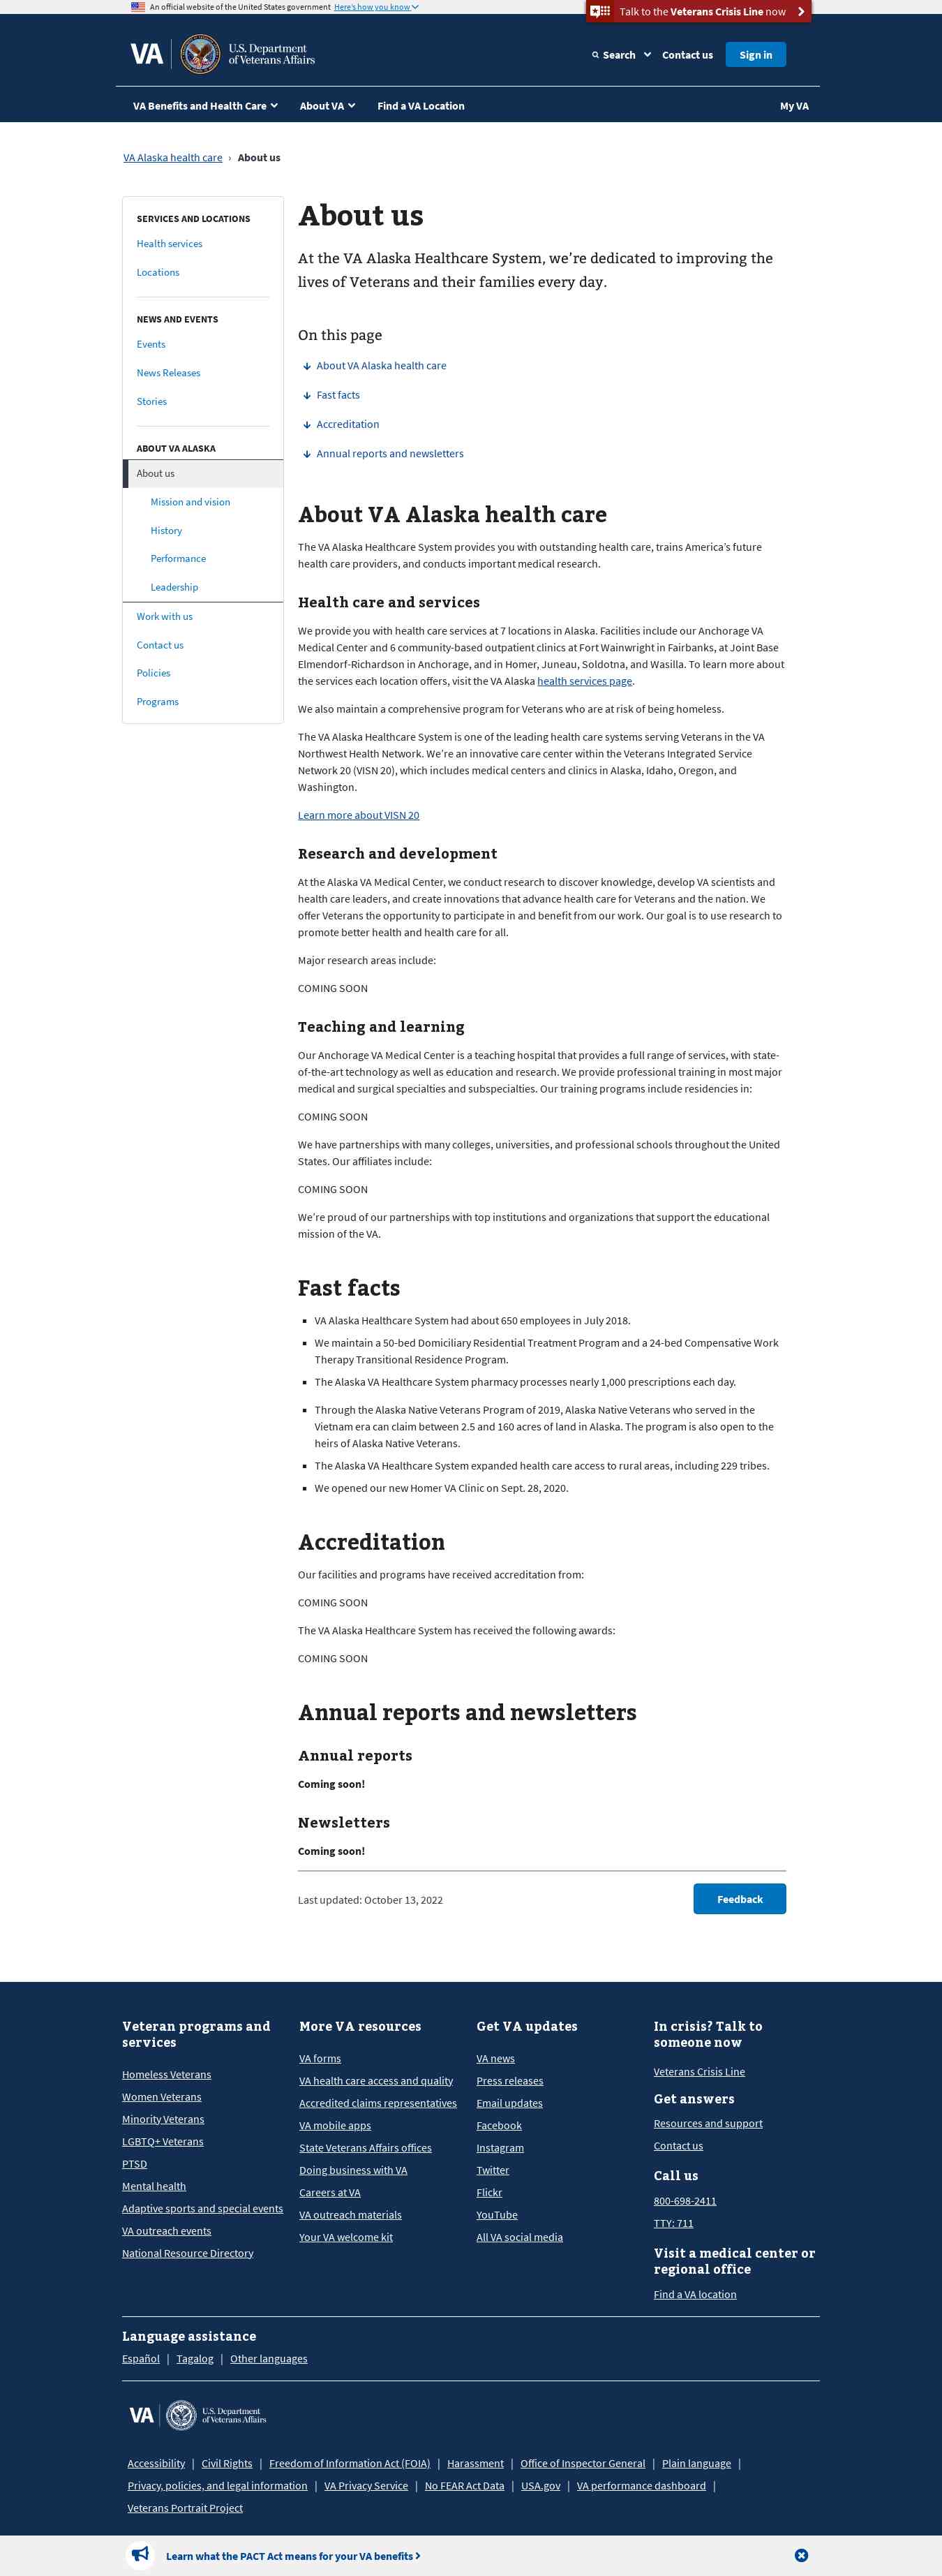 An official website of the United States government Here's how you know
Talk to the Veterans Crisis Line now
VA
U.S. Department
of Veterans Affairs
Search
Contact us
Sign in
VA Benefits and Health Care
About VA
Find a VA Location
My VA
VA Alaska health care › About us
SERVICES AND LOCATIONS
Health services
Locations
NEWS AND EVENTS
Events
News Releases
Stories
ABOUT VA ALASKA
About us
Mission and vision
History
Performance
Leadership
Work with us
Contact us
Policies
Programs
About us
At the VA Alaska Healthcare System, we’re dedicated to improving the
lives of Veterans and their families every day.
On this page
About VA Alaska health care
Fast facts
Accreditation
Annual reports and newsletters
About VA Alaska health care
The VA Alaska Healthcare System provides you with outstanding health care, trains America’s future
health care providers, and conducts important medical research.
Health care and services
We provide you with health care services at 7 locations in Alaska. Facilities include our Anchorage VA
Medical Center and 6 community-based outpatient clinics at Fort Wainwright in Fairbanks, at Joint Base
Elmendorf-Richardson in Anchorage, and in Homer, Juneau, Soldotna, and Wasilla. To learn more about
the services each location offers, visit the VA Alaska health services page.
We also maintain a comprehensive program for Veterans who are at risk of being homeless.
The VA Alaska Healthcare System is one of the leading health care systems serving Veterans in the VA
Northwest Health Network. We’re an innovative care center within the Veterans Integrated Service
Network 20 (VISN 20), which includes medical centers and clinics in Alaska, Idaho, Oregon, and
Washington.
Learn more about VISN 20
Research and development
At the Alaska VA Medical Center, we conduct research to discover knowledge, develop VA scientists and
health care leaders, and create innovations that advance health care for Veterans and the nation. We
offer Veterans the opportunity to participate in and benefit from our work. Our goal is to use research to
promote better health and health care for all.
Major research areas include:
COMING SOON
Teaching and learning
Our Anchorage VA Medical Center is a teaching hospital that provides a full range of services, with state-
of-the-art technology as well as education and research. We provide professional training in most major
medical and surgical specialties and subspecialties. Our training programs include residencies in:
COMING SOON
We have partnerships with many colleges, universities, and professional schools throughout the United
States. Our affiliates include:
COMING SOON
We’re proud of our partnerships with top institutions and organizations that support the educational
mission of the VA.
Fast facts
VA Alaska Healthcare System had about 650 employees in July 2018.
We maintain a 50-bed Domiciliary Residential Treatment Program and a 24-bed Compensative Work
Therapy Transitional Residence Program.
The Alaska VA Healthcare System pharmacy processes nearly 1,000 prescriptions each day.
Through the Alaska Native Veterans Program of 2019, Alaska Native Veterans who served in the
Vietnam era can claim between 2.5 and 160 acres of land in Alaska. The program is also open to the
heirs of Alaska Native Veterans.
The Alaska VA Healthcare System expanded health care access to rural areas, including 229 tribes.
We opened our new Homer VA Clinic on Sept. 28, 2020.
Accreditation
Our facilities and programs have received accreditation from:
COMING SOON
The VA Alaska Healthcare System has received the following awards:
COMING SOON
Annual reports and newsletters
Annual reports
Coming soon!
Newsletters
Coming soon!
Last updated: October 13, 2022
Feedback
Veteran programs and
services
Homeless Veterans
Women Veterans
Minority Veterans
LGBTQ+ Veterans
PTSD
Mental health
Adaptive sports and special events
VA outreach events
National Resource Directory
More VA resources
VA forms
VA health care access and quality
Accredited claims representatives
VA mobile apps
State Veterans Affairs offices
Doing business with VA
Careers at VA
VA outreach materials
Your VA welcome kit
Get VA updates
VA news
Press releases
Email updates
Facebook
Instagram
Twitter
Flickr
YouTube
All VA social media
In crisis? Talk to
someone now
Veterans Crisis Line
Get answers
Resources and support
Contact us
Call us
800-698-2411
TTY: 711
Visit a medical center or
regional office
Find a VA location
Language assistance
Español | Tagalog | Other languages
VA
U.S. Department
of Veterans Affairs
Accessibility | Civil Rights | Freedom of Information Act (FOIA) | Harassment | Office of Inspector General | Plain language |
Privacy, policies, and legal information | VA Privacy Service | No FEAR Act Data | USA.gov | VA performance dashboard |
Veterans Portrait Project
Learn what the PACT Act means for your VA benefits